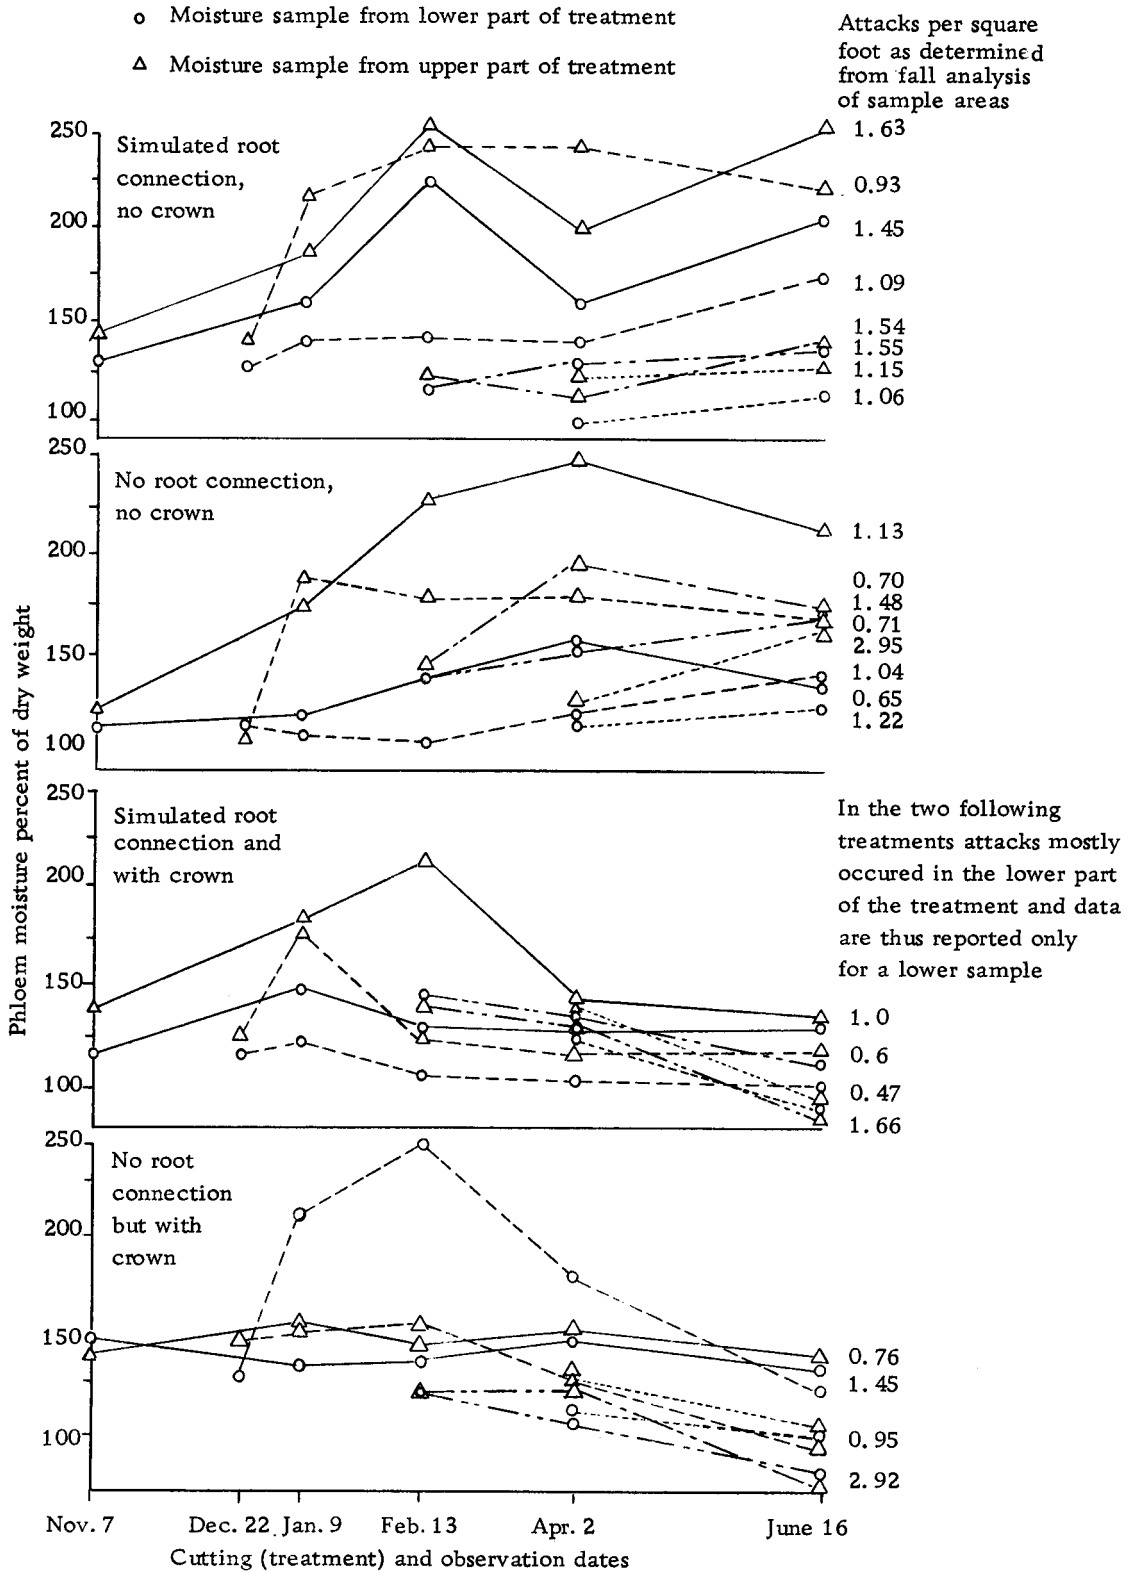 Moisture sample from lower part of treatment
Moisture sample from upper part of treatment
Attacks per square
foot as determined
from fall analysis
of sample areas
Phloem moisture percent of dry weight
250
200
150
100
Simulated root
connection,
no crown
1.63
0.93
1.45
1.09
1.54
1.55
1.15
1.06
250
200
150
100
No root connection,
no crown
1.13
0.70
1.48
0.71
2.95
1.04
0.65
1.22
250
200
150
100
Simulated root
connection and
with crown
In the two following
treatments attacks mostly
occured in the lower part
of the treatment and data
are thus reported only
for a lower sample
1.0
0.6
0.47
1.66
250
200
150
100
No root
connection
but with
crown
0.76
1.45
0.95
2.92
Nov. 7 Dec. 22 Jan. 9 Feb. 13 Apr. 2 June 16
Cutting (treatment) and observation dates